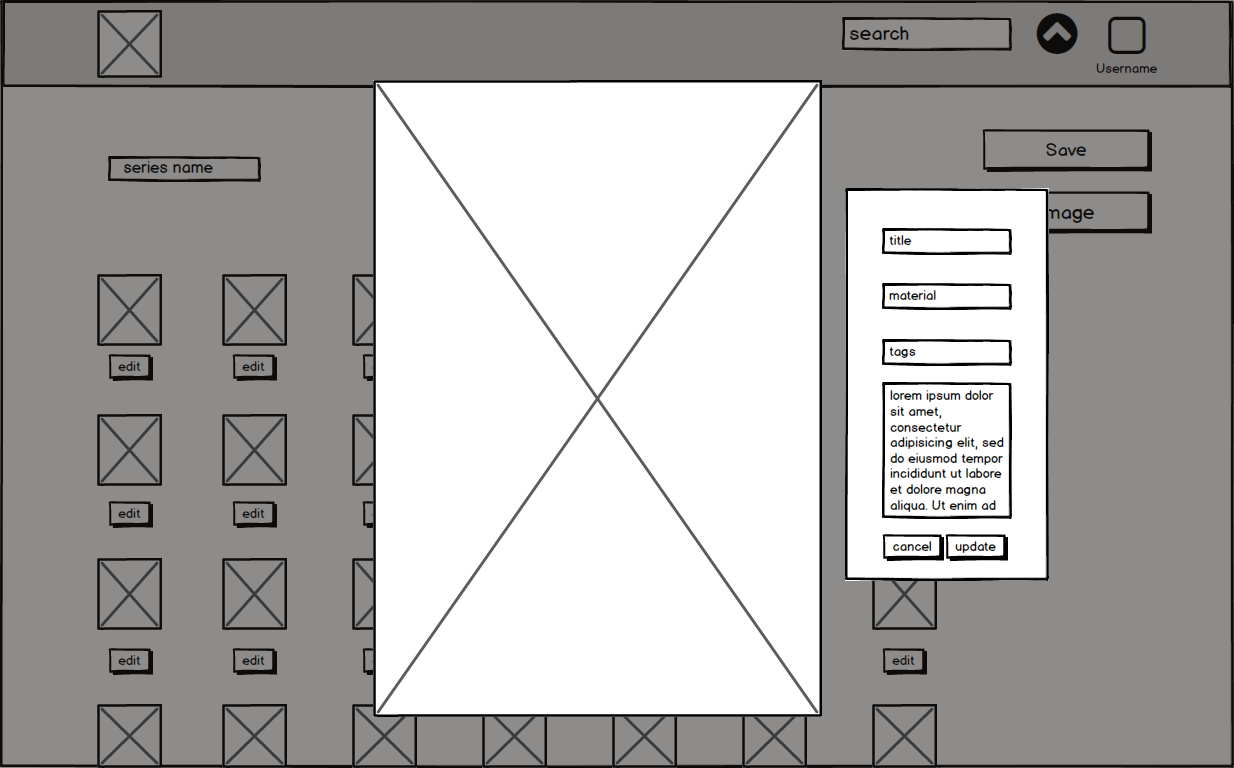 search
Username
Save
series name
mage
title
material
edit
edit
tags
lorem ipsum dolor
sit amet,
consectetur
adipisicing elit, sed
do eiusmod tempor
incididunt ut labore
et dolore magna
aliqua. Ut enim ad
edit
edit
cancel
update
edit
edit
edit